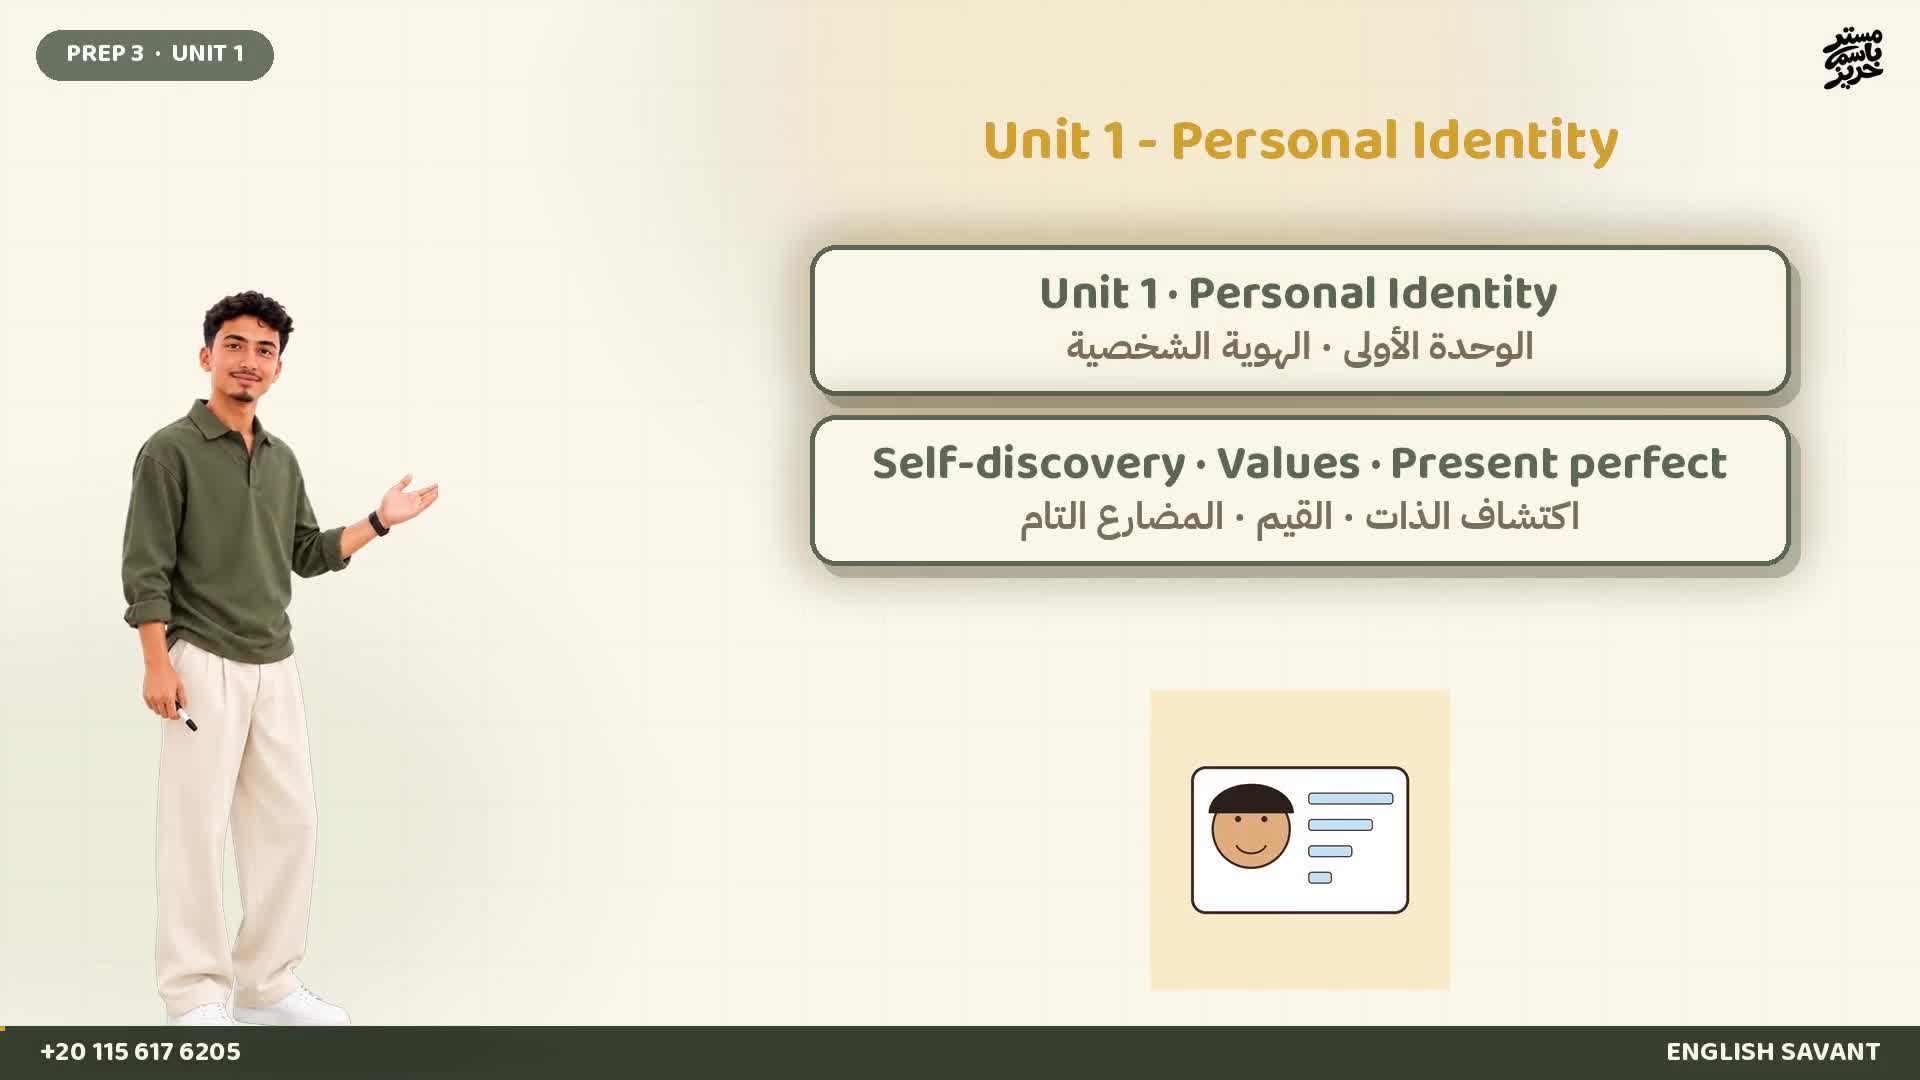 PREP 3 · UNIT 1
مستر
باسم
خريز
Unit 1 - Personal Identity
Unit 1 · Personal Identity
الوحدة الأولى · الهوية الشخصية
Self-discovery · Values · Present perfect
اكتشاف الذات · القيم · المضارع التام
+20 115 617 6205
ENGLISH SAVANT